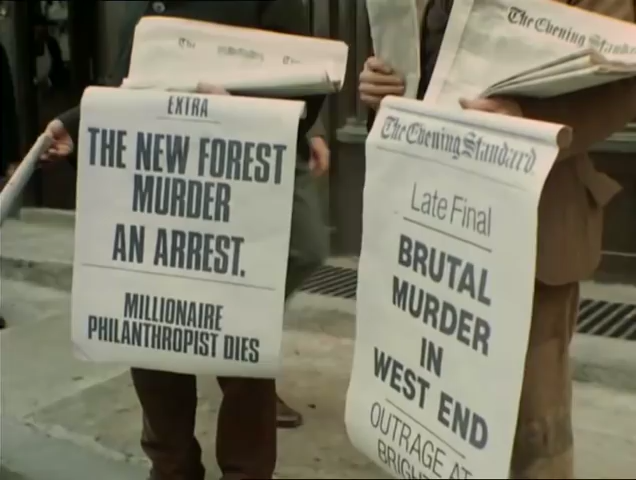 EXTRA
THE NEW FOREST
MURDER
AN ARREST.
MILLIONAIRE
PHILANTHROPIST DIES
The Evening Standard
The Evening Standard
Late Final
BRUTAL
MURDER
IN
WEST END
OUTRAGE AT